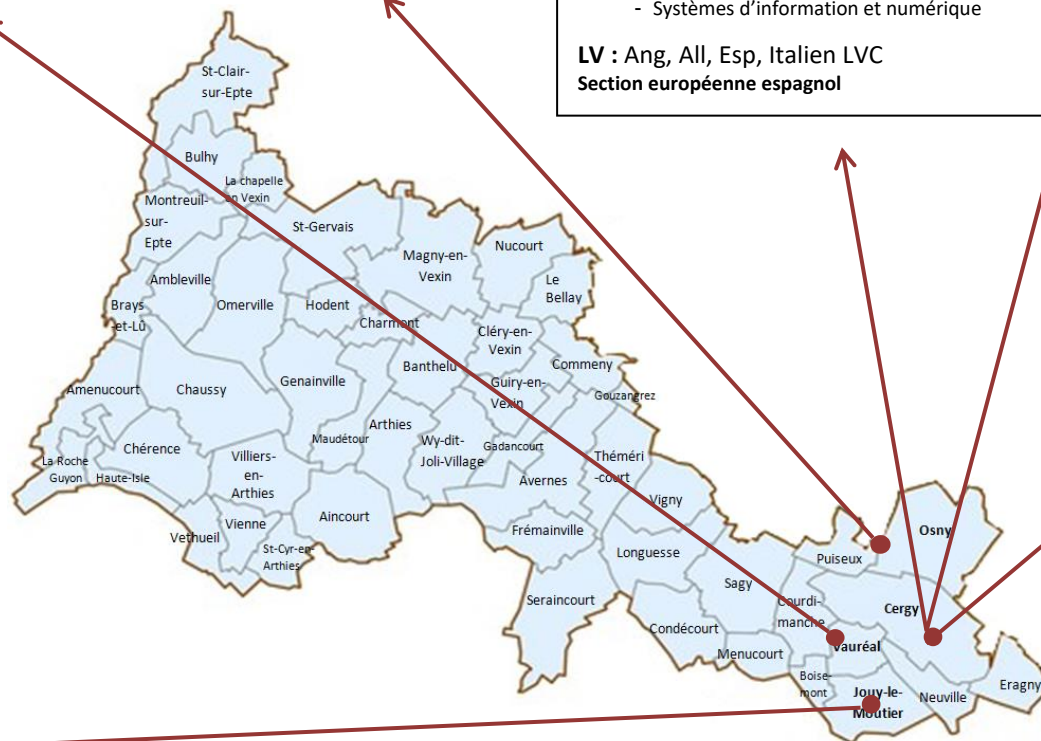 - Systèmes d’information et numérique
LV : Ang, All, Esp, Italien LVC
Section européenne espagnol
St-Clair-
sur-Epte
Bulhy
La chapelle
en Vexin
Montreuil-
sur-
Epte
St-Gervais
Magny-en-
Vexin
Nucourt
Le
Bellay
Ambleville
Brays
-et-Lû
Omerville
Hodent
Charmont
Cléry-en-
Vexin
Commeny
Banthelu
Guiry-en-
Vexin
Gouzangrez
Amenucourt
Chaussy
Genainville
Maudétour
Arthies
Wy-dit-
Joli-Village
Gadancourt
Théméri
-court
Avernes
Vigny
Chérence
La Roche
Guyon
Haute-Isle
Villiers-
en-
Arthies
Vetheuil
Vienne
St-Cyr-en-
Arthies
Aincourt
Frémainville
Longuesse
Seraincourt
Sagy
Condécourt
Menucourt
Puiseux
Osny
Courdi-
manche
Cergy
Vauréal
Boise-
mont
Jouy-le-
Moutier
Neuville
Eragny